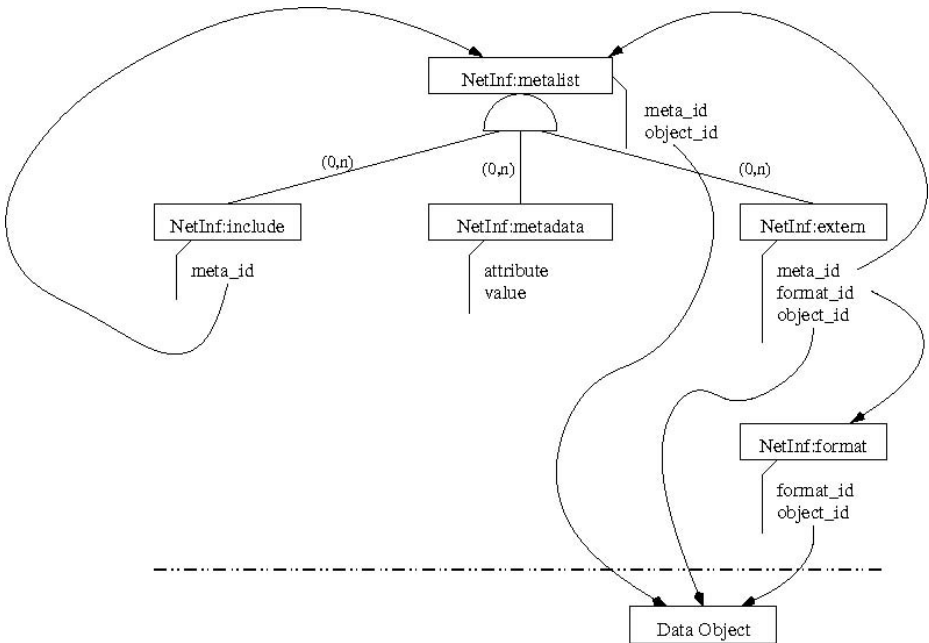 NetInf:metalist
meta_id
object_id
(0,n)
(0,n)
(0,n)
NetInf:include
NetInf:metadata
NetInf:extern
meta_id
attribute
value
meta_id
format_id
object_id
NetInf:format
format_id
object_id
Data Object